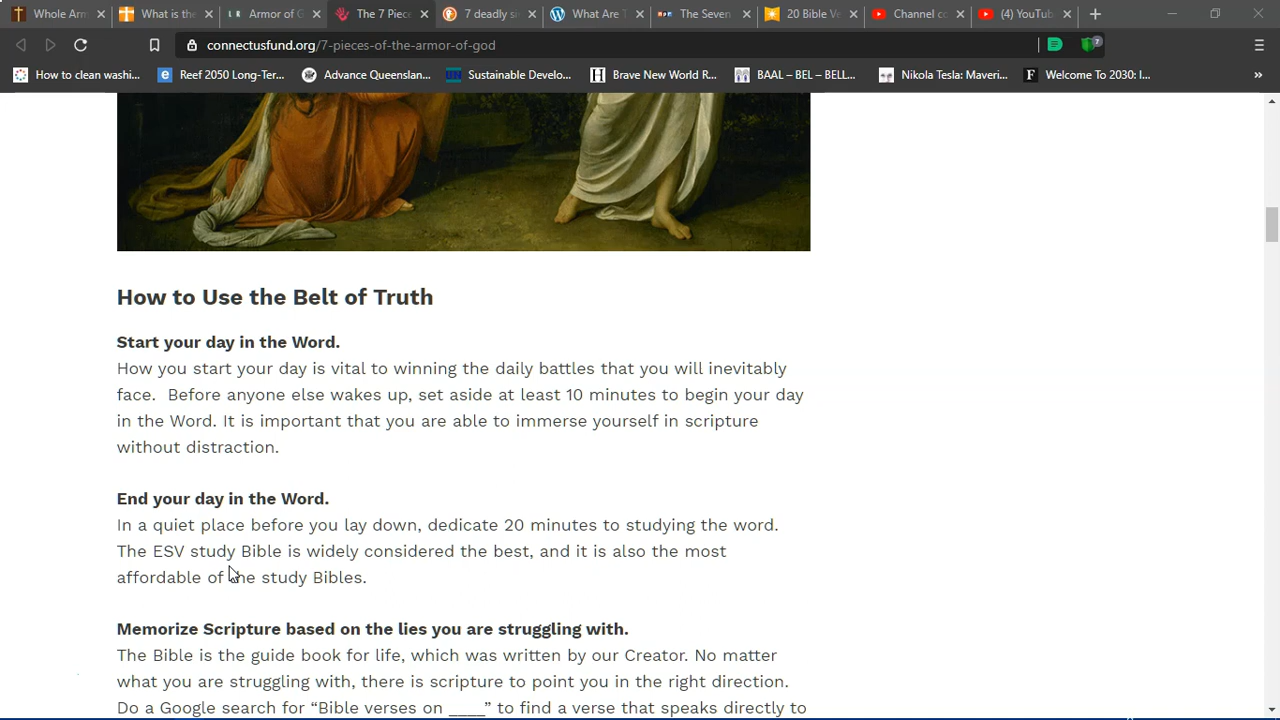 Whole Arm
What is the
Armor of G
The 7 Piece
7 deadly si
What Are T
The Seven
20 Bible Ve
Channel co
(4) YouTub
connectusfund.org/7-pieces-of-the-armor-of-god
7
How to clean washi...
Reef 2050 Long-Ter...
Advance Queenslan...
Sustainable Develo...
Brave New World R...
BAAL – BEL – BELL...
Nikola Tesla: Maveri...
Welcome To 2030: I...
»
How to Use the Belt of Truth
Start your day in the Word.
How you start your day is vital to winning the daily battles that you will inevitably
face.  Before anyone else wakes up, set aside at least 10 minutes to begin your day
in the Word. It is important that you are able to immerse yourself in scripture
without distraction.
End your day in the Word.
In a quiet place before you lay down, dedicate 20 minutes to studying the word.
The ESV study Bible is widely considered the best, and it is also the most
affordable of the study Bibles.
Memorize Scripture based on the lies you are struggling with.
The Bible is the guide book for life, which was written by our Creator. No matter
what you are struggling with, there is scripture to point you in the right direction.
Do a Google search for “Bible verses on ____” to find a verse that speaks directly to